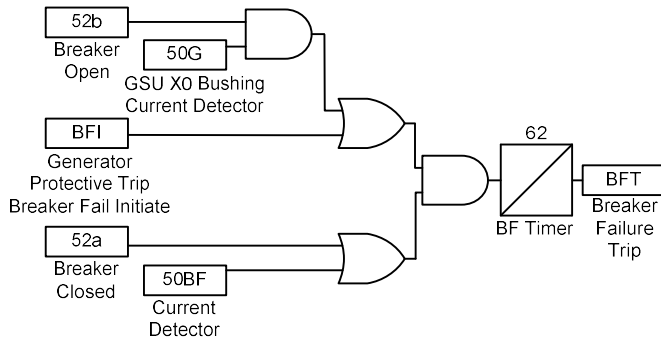 52b
Breaker
Open
50G
GSU X0 Bushing
Current Detector
BFI
Generator
Protective Trip
Breaker Fail Initiate
52a
Breaker
Closed
50BF
Current
Detector
62
BF Timer
BFT
Breaker
Failure
Trip